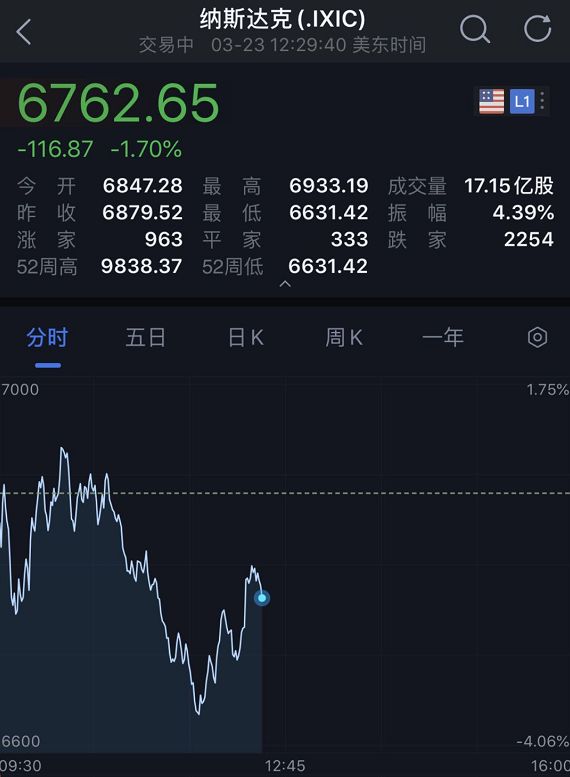 纳斯达克 (.IXIC)
交易中 03-23 12:29:40 美东时间
6762.65
L1
-116.87 -1.70%
今开 6847.28 最高 6933.19 成交量 17.15亿股
昨收 6879.52 最低 6631.42 振幅 4.39%
涨家 963 平家 333 跌家 2254
52周高 9838.37 52周低 6631.42
分时 五日 日K 周K 一年
7000 1.75%
6600 -4.06%
09:30 12:45 16:00